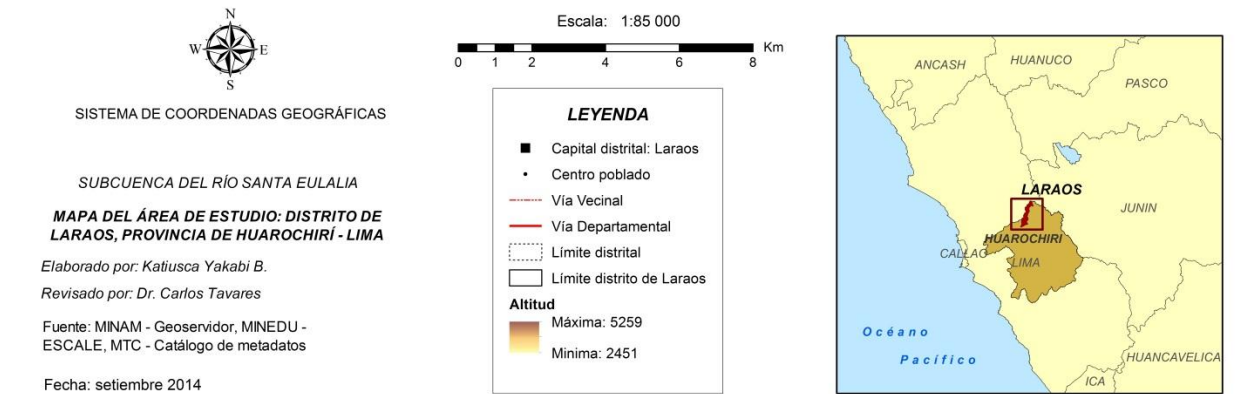 N
W
E
S
SISTEMA DE COORDENADAS GEOGRÁFICAS
SUBCUENCA DEL RÍO SANTA EULALIA
MAPA DEL ÁREA DE ESTUDIO: DISTRITO DE
LARAOS, PROVINCIA DE HUAROCHIRÍ - LIMA
Elaborado por: Katiusca Yakabi B.
Revisado por: Dr. Carlos Tavares
Fuente: MINAM - Geoservidor, MINEDU -
ESCALE, MTC - Catálogo de metadatos
Fecha: setiembre 2014
Escala: 1:85 000
Km
0 1 2 4 6 8
LEYENDA
Capital distrital: Laraos
Centro poblado
Vía Vecinal
Vía Departamental
Límite distrital
Límite distrito de Laraos
Altitud
Máxima: 5259
Minima: 2451
ANCASH
HUANUCO
PASCO
LARAOS
JUNIN
HUAROCHIRI
CALLAO
LIMA
Océano
Pacífico
HUANCAVELICA
ICA